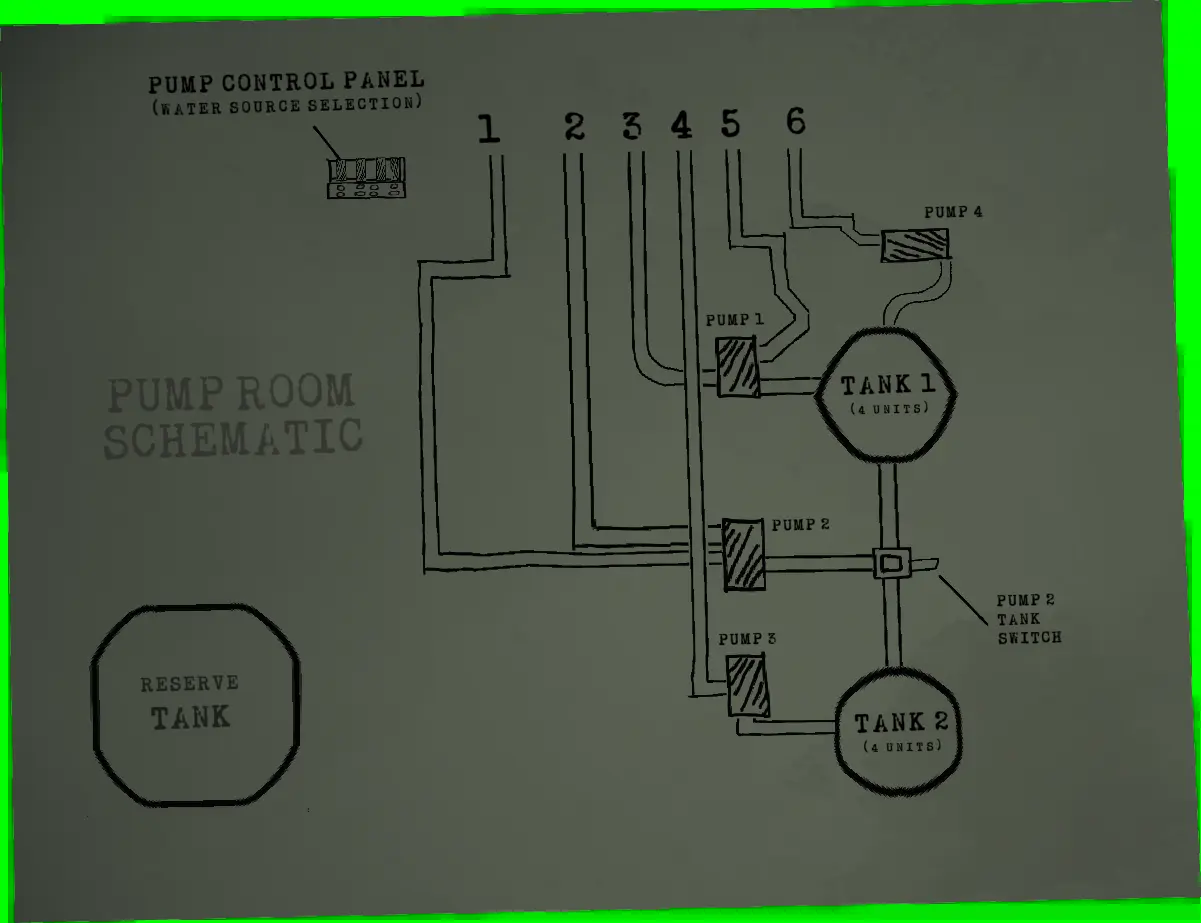 PUMP CONTROL PANEL
(WATER SOURCE SELECTION)
1 2 3 4 5 6
PUMP 4
PUMP 1
TANK 1
(4 UNITS)
PUMP ROOM
SCHEMATIC
PUMP 2
PUMP 2
TANK
SWITCH
PUMP 3
RESERVE
TANK
TANK 2
(4 UNITS)